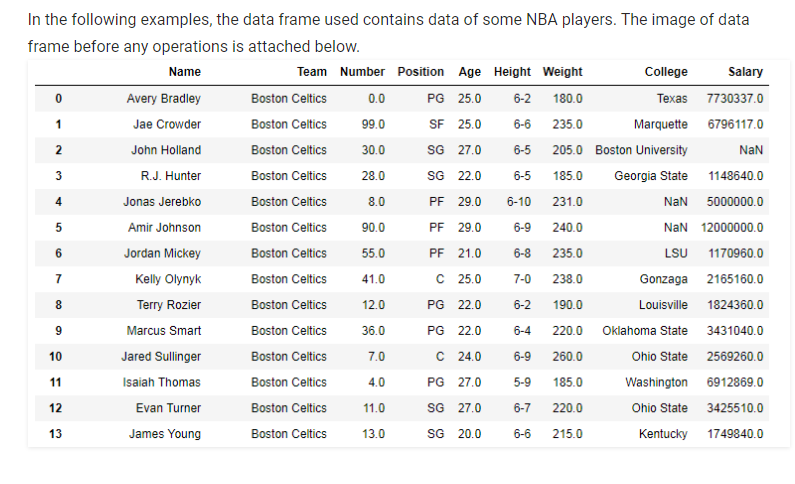 In the following examples, the data frame used contains data of some NBA players. The image of data
frame before any operations is attached below.
Name Team Number Position Age Height Weight College Salary
0 Avery Bradley Boston Celtics 0.0 PG 25.0 6-2 180.0 Texas 7730337.0
1 Jae Crowder Boston Celtics 99.0 SF 25.0 6-6 235.0 Marquette 6796117.0
2 John Holland Boston Celtics 30.0 SG 27.0 6-5 205.0 Boston University NaN
3 R.J. Hunter Boston Celtics 28.0 SG 22.0 6-5 185.0 Georgia State 1148640.0
4 Jonas Jerebko Boston Celtics 8.0 PF 29.0 6-10 231.0 NaN 5000000.0
5 Amir Johnson Boston Celtics 90.0 PF 29.0 6-9 240.0 NaN 12000000.0
6 Jordan Mickey Boston Celtics 55.0 PF 21.0 6-8 235.0 LSU 1170960.0
7 Kelly Olynyk Boston Celtics 41.0 C 25.0 7-0 238.0 Gonzaga 2165160.0
8 Terry Rozier Boston Celtics 12.0 PG 22.0 6-2 190.0 Louisville 1824360.0
9 Marcus Smart Boston Celtics 36.0 PG 22.0 6-4 220.0 Oklahoma State 3431040.0
10 Jared Sullinger Boston Celtics 7.0 C 24.0 6-9 260.0 Ohio State 2569260.0
11 Isaiah Thomas Boston Celtics 4.0 PG 27.0 5-9 185.0 Washington 6912869.0
12 Evan Turner Boston Celtics 11.0 SG 27.0 6-7 220.0 Ohio State 3425510.0
13 James Young Boston Celtics 13.0 SG 20.0 6-6 215.0 Kentucky 1749840.0